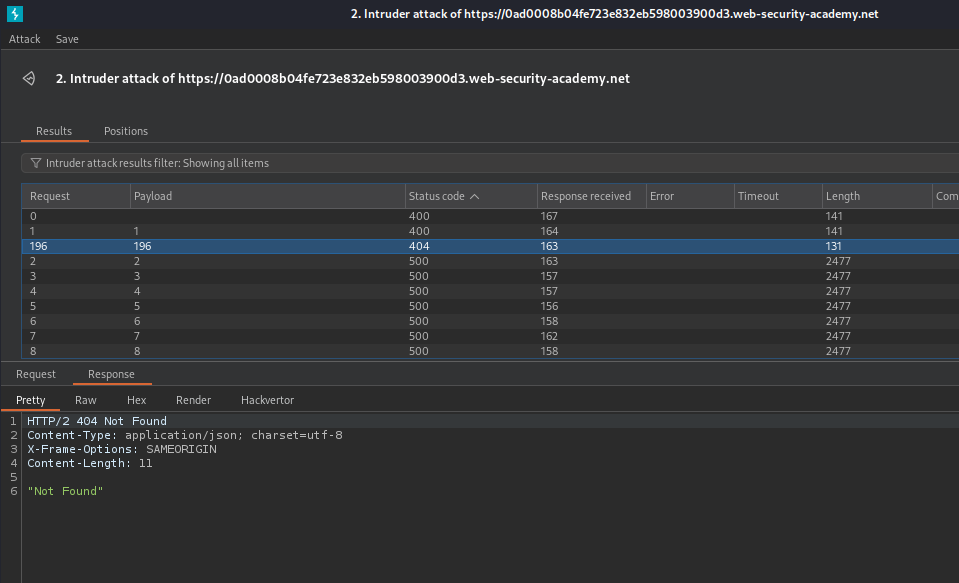 2. Intruder attack of https://0ad0008b04fe723e832eb598003900d3.web-security-academy.net
Attack Save
2. Intruder attack of https://0ad0008b04fe723e832eb598003900d3.web-security-academy.net
Results Positions
Intruder attack results filter: Showing all items
Request Payload Status code Response received Error Timeout Length Com
0 400 167 141
1 1 400 164 141
196 196 404 163 131
2 2 500 163 2477
3 3 500 157 2477
4 4 500 157 2477
5 5 500 156 2477
6 6 500 158 2477
7 7 500 162 2477
8 8 500 158 2477
Request Response
Pretty Raw Hex Render Hackvertor
1 HTTP/2 404 Not Found
2 Content-Type: application/json; charset=utf-8
3 X-Frame-Options: SAMEORIGIN
4 Content-Length: 11
5
6 "Not Found"